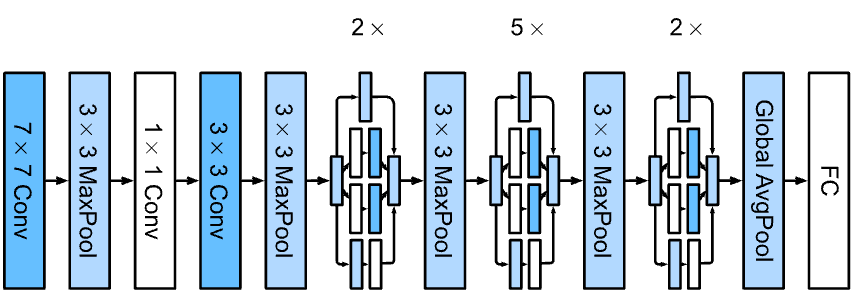 2 ×
5 ×
2 ×
7 × 7 Conv
3 × 3 MaxPool
1 × 1 Conv
3 × 3 Conv
3 × 3 MaxPool
3 × 3 MaxPool
3 × 3 MaxPool
Global AvgPool
FC